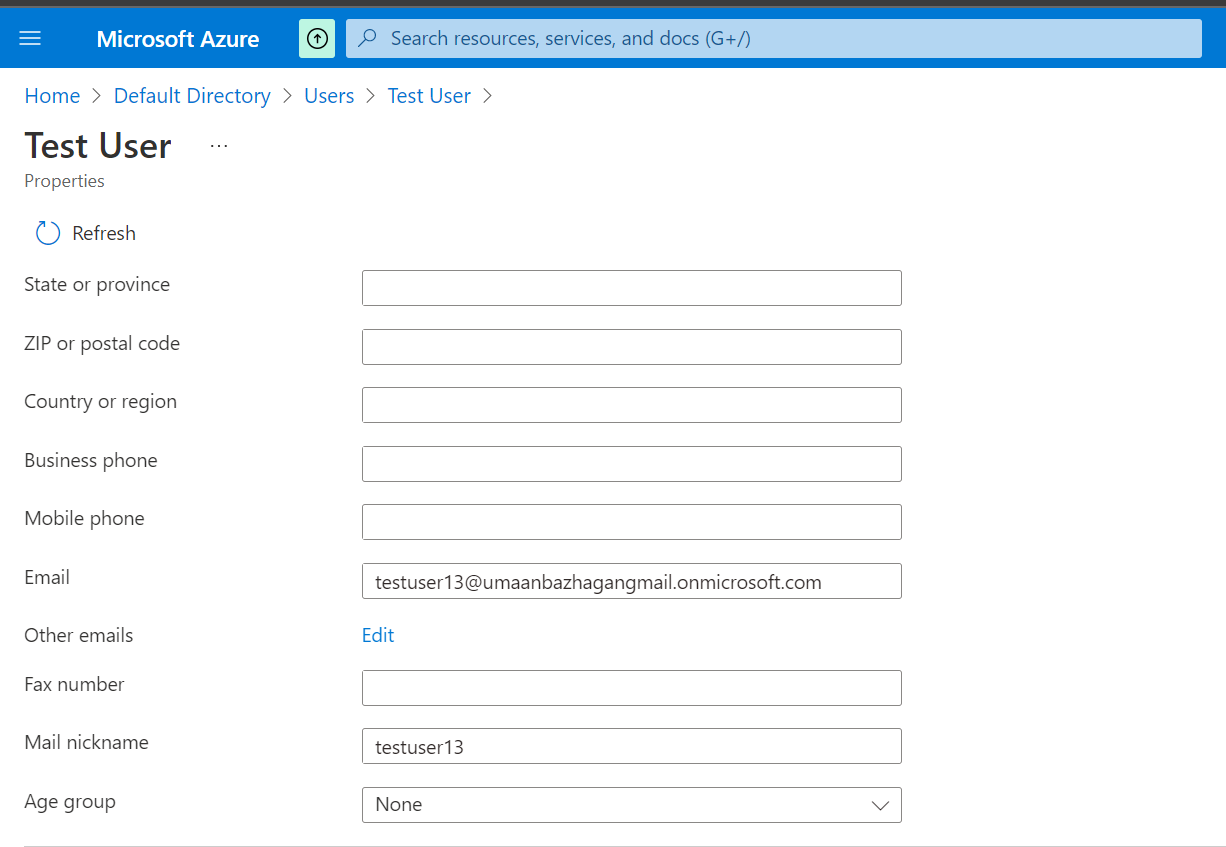 Microsoft Azure
Search resources, services, and docs (G+/)
Home > Default Directory > Users > Test User >
Test User ...
Properties
Refresh
State or province
ZIP or postal code
Country or region
Business phone
Mobile phone
Email testuser13@umaanbazhagangmail.onmicrosoft.com
Other emails Edit
Fax number
Mail nickname testuser13
Age group None